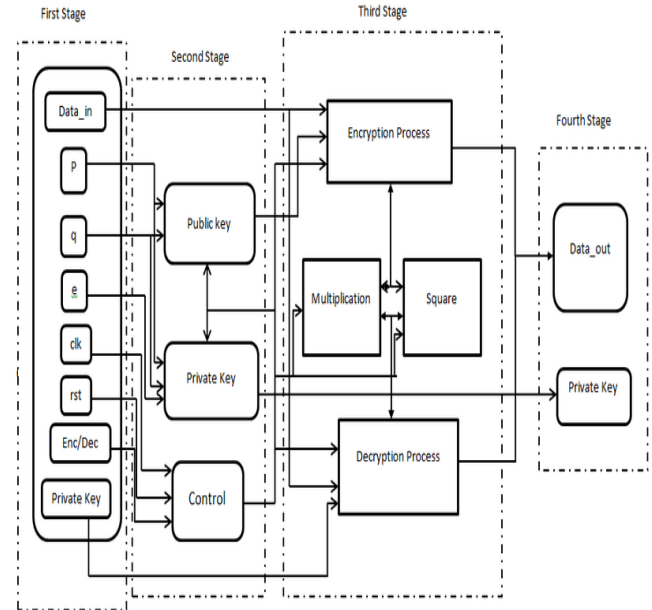 First Stage
Second Stage
Third Stage
Fourth Stage
Data_in
p
q
e
clk
rst
Enc/Dec
Private Key
Public key
Private Key
Control
Encryption Process
Multiplication
Square
Decryption Process
Data_out
Private Key